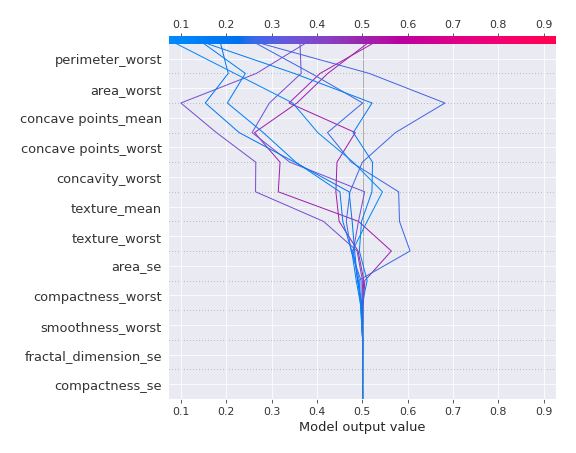 0.1 0.2 0.3 0.4 0.5 0.6 0.7 0.8 0.9
perimeter_worst
area_worst
concave points_mean
concave points_worst
concavity_worst
texture_mean
texture_worst
area_se
compactness_worst
smoothness_worst
fractal_dimension_se
compactness_se
0.1 0.2 0.3 0.4 0.5 0.6 0.7 0.8 0.9
Model output value